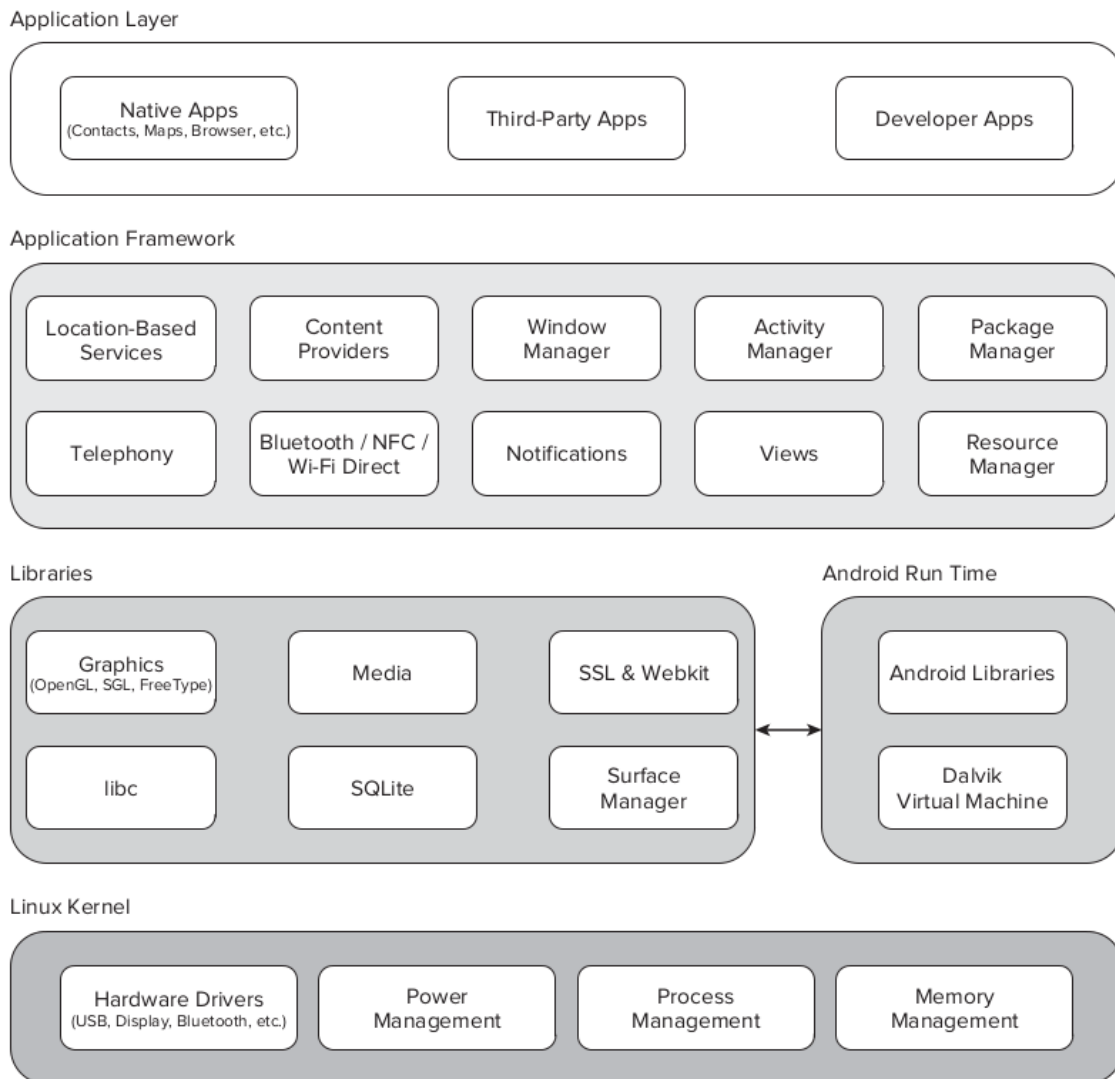 Application Layer
Native Apps
(Contacts, Maps, Browser, etc.)
Third-Party Apps
Developer Apps
Application Framework
Location-Based
Services
Content
Providers
Window
Manager
Activity
Manager
Package
Manager
Telephony
Bluetooth / NFC /
Wi-Fi Direct
Notifications
Views
Resource
Manager
Libraries
Android Run Time
Graphics
(OpenGL, SGL, FreeType)
Media
SSL & Webkit
Android Libraries
libc
SQLite
Surface
Manager
Dalvik
Virtual Machine
Linux Kernel
Hardware Drivers
(USB, Display, Bluetooth, etc.)
Power
Management
Process
Management
Memory
Management